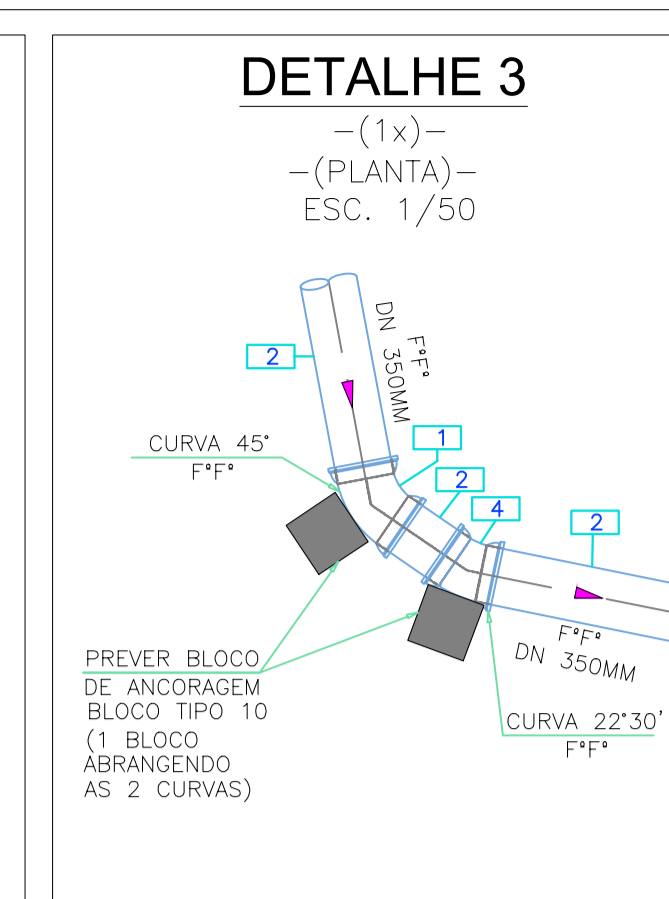 DETALHE 3
-(1x)-
-(PLANTA)-
ESC. 1/50
F°F°
DN 350MM
2
CURVA 45°
F°F°
1
2
4
2
F°F°
DN 350MM
PREVER BLOCO
DE ANCORAGEM
BLOCO TIPO 10
(1 BLOCO
ABRANGENDO
AS 2 CURVAS)
CURVA 22°30'
F°F°